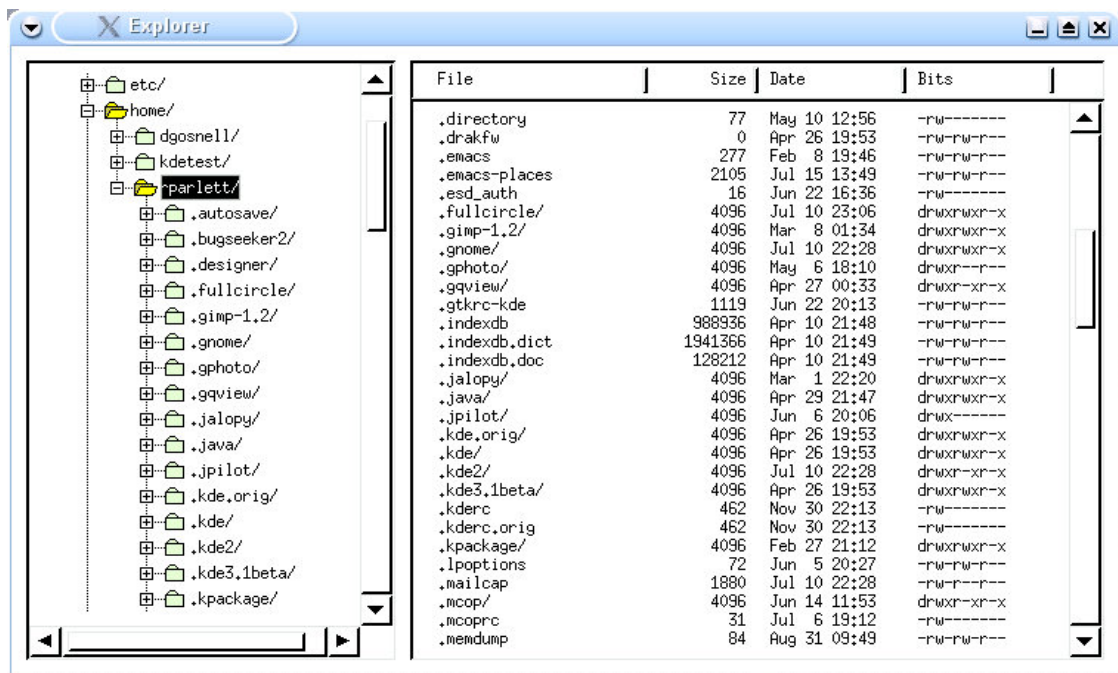 Explorer
etc/
home/
dgosnell/
kdetest/
rparlett/
.autosave/
.bugseeker2/
.designer/
.fullcircle/
.gimp-1.2/
.gnome/
.gphoto/
.gqview/
.jalopy/
.java/
.jpilot/
.kde.orig/
.kde/
.kde2/
.kde3.1beta/
.kpackage/
File Size Date Bits
.directory 77 May 10 12:56 -rw-------
.drakfw 0 Apr 26 19:53 -rw-rw-r--
.emacs 277 Feb 8 19:46 -rw-rw-r--
.emacs-places 2105 Jul 15 13:49 -rw-rw-r--
.esd_auth 16 Jun 22 16:36 -rw-------
.fullcircle/ 4096 Jul 10 23:06 drwxrwxr-x
.gimp-1.2/ 4096 Mar 8 01:34 drwxrwxr-x
.gnome/ 4096 Jul 10 22:28 drwxrwxr-x
.gphoto/ 4096 May 6 18:10 drwxr--r--
.gqview/ 4096 Apr 27 00:33 drwxr-xr-x
.gtkrc-kde 1119 Jun 22 20:13 -rw-rw-r--
.indexdb 988936 Apr 10 21:48 -rw-rw-r--
.indexdb.dict 1941366 Apr 10 21:49 -rw-rw-r--
.indexdb.doc 128212 Apr 10 21:49 -rw-rw-r--
.jalopy/ 4096 Mar 1 22:20 drwxrwxr-x
.java/ 4096 Apr 29 21:47 drwxrwxr-x
.jpilot/ 4096 Jun 6 20:06 drwx------
.kde.orig/ 4096 Apr 26 19:53 drwxrwxr-x
.kde/ 4096 Apr 26 19:53 drwxrwxr-x
.kde2/ 4096 Jul 10 22:28 drwxr-xr-x
.kde3.1beta/ 4096 Apr 26 19:53 drwxrwxr-x
.kderc 462 Nov 30 22:13 -rw-------
.kderc.orig 462 Nov 30 22:13 -rw-------
.kpackage/ 4096 Feb 27 21:12 drwxrwxr-x
.lpoptions 72 Jun 5 20:27 -rw-rw-r--
.mailcap 1880 Jul 10 22:28 -rw-rw-r--
.mcop/ 4096 Jun 14 11:53 drwxr-xr-x
.mcoprc 31 Jul 6 19:12 -rw-------
.memdump 84 Aug 31 09:49 -rw-rw-r--